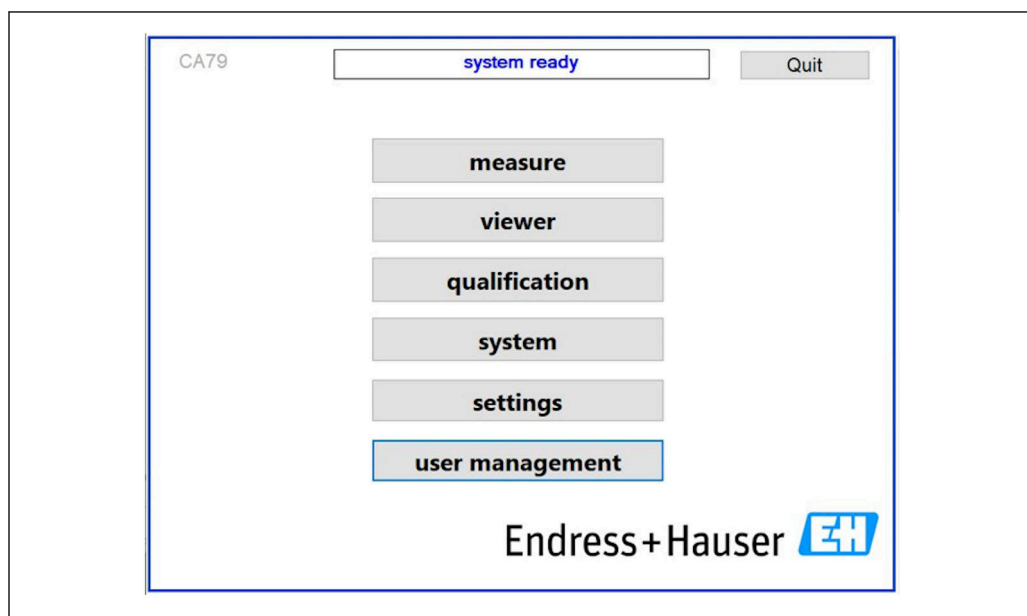 CA79
system ready
Quit
measure
viewer
qualification
system
settings
user management
Endress+Hauser EH